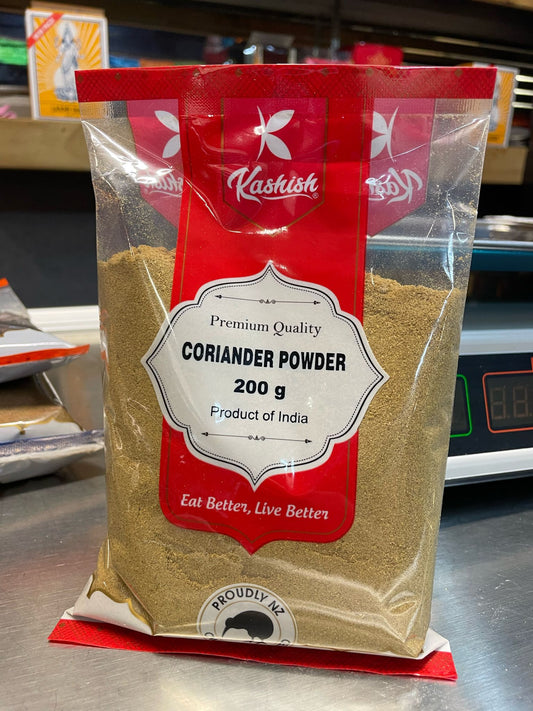 Kashish®
Premium Quality
CORIANDER POWDER
200 g
Product of India
Eat Better, Live Better
PROUDLY NZ